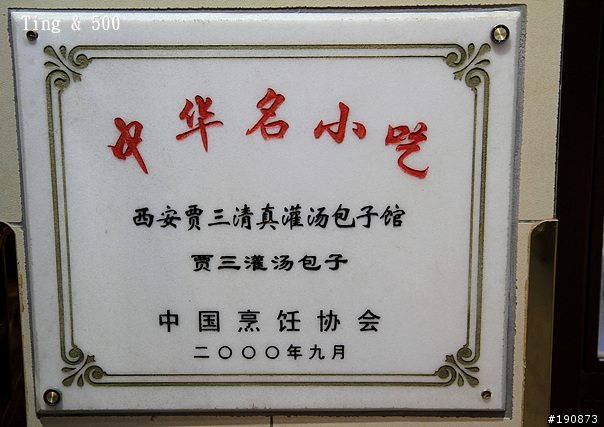 Ting & 500
中华名小吃
西安贾三清真灌汤包子馆
贾三灌汤包子
中国烹饪协会
二〇〇〇年九月
#190873